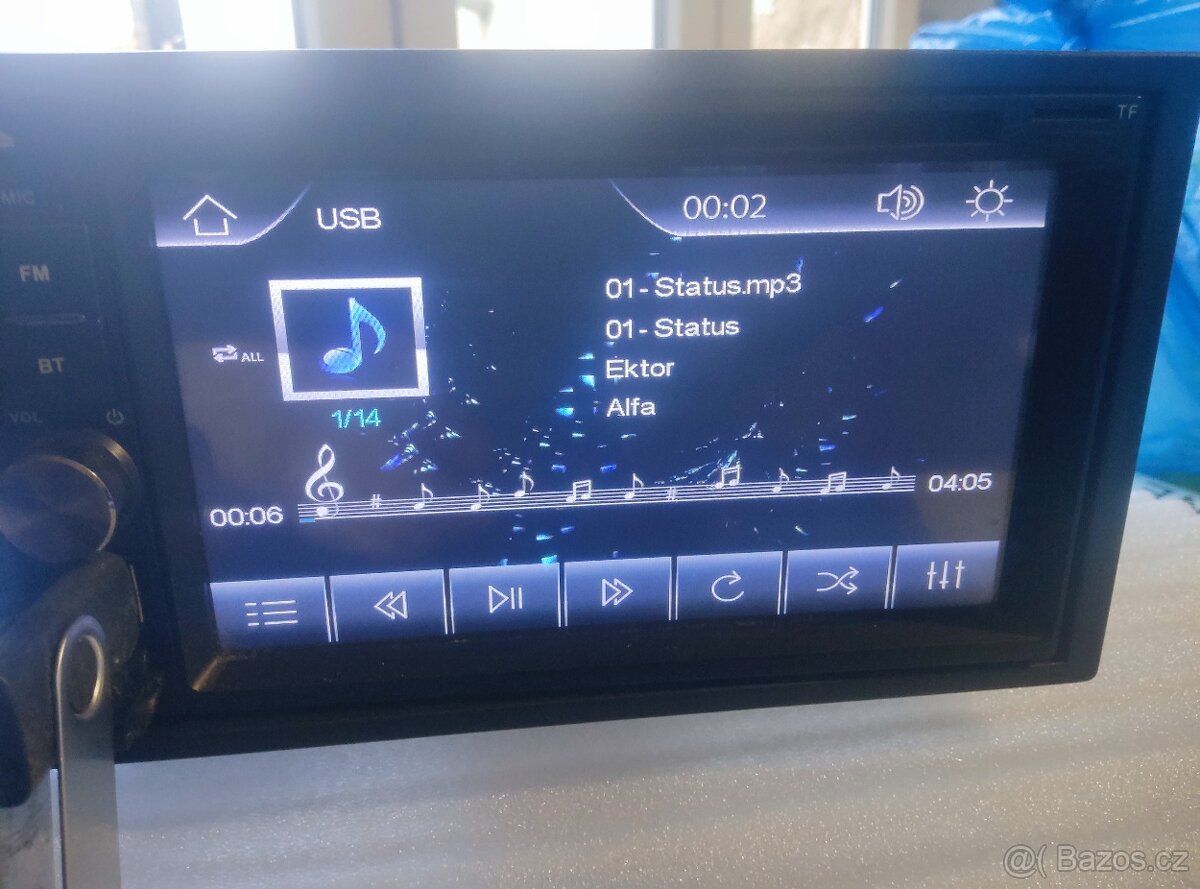 TF
MIC
USB
00:02
FM
01 - Status.mp3
01 - Status
ALL
BT
Ektor
Alfa
1/14
VOL
00:06
04:05
@( Bazos.cz